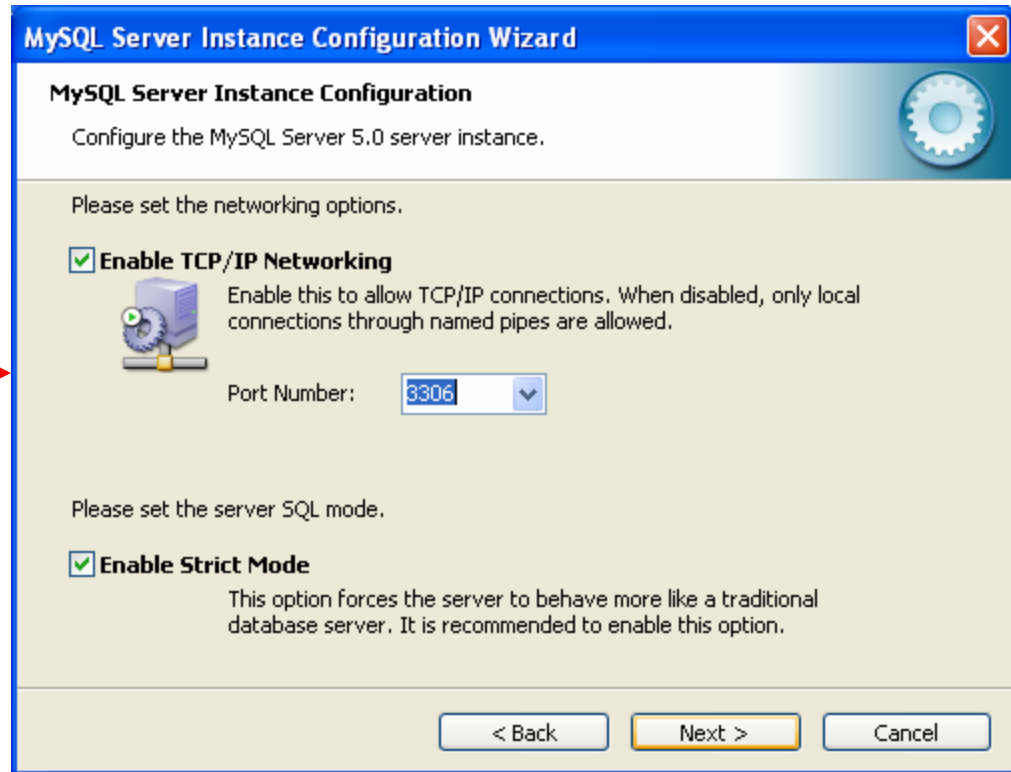 MySQL Server Instance Configuration Wizard
MySQL Server Instance Configuration
Configure the MySQL Server 5.0 server instance.
Please set the networking options.
Enable TCP/IP Networking
Enable this to allow TCP/IP connections. When disabled, only local
connections through named pipes are allowed.
Port Number: 3306
Please set the server SQL mode.
Enable Strict Mode
This option forces the server to behave more like a traditional
database server. It is recommended to enable this option.
< Back Next > Cancel